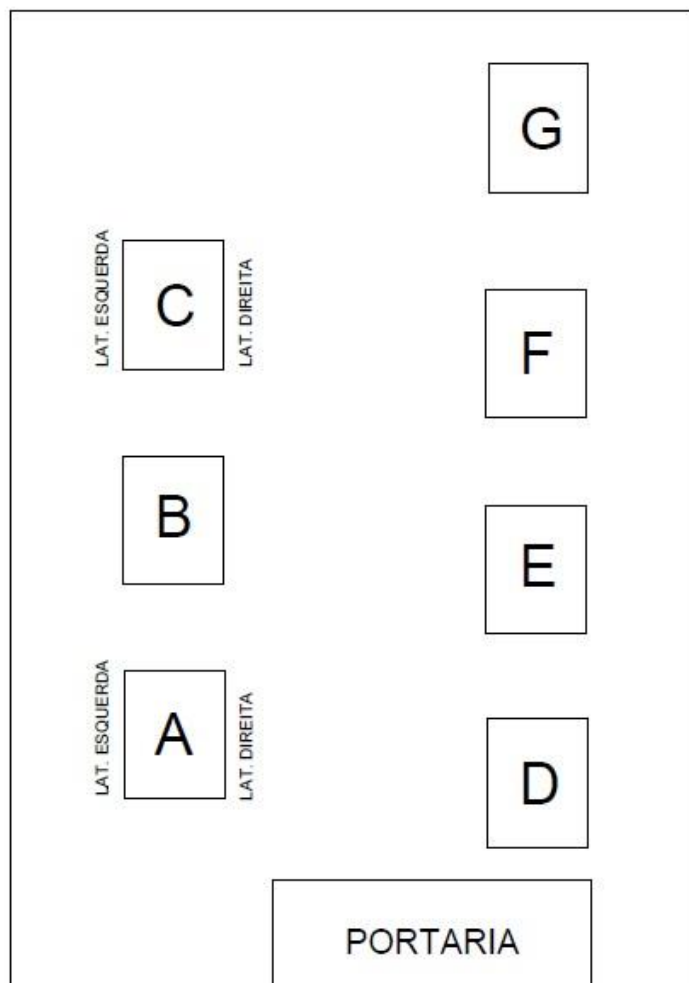 G
LAT. ESQUERDA
C
LAT. DIREITA
F
B
E
LAT. ESQUERDA
A
LAT. DIREITA
D
PORTARIA